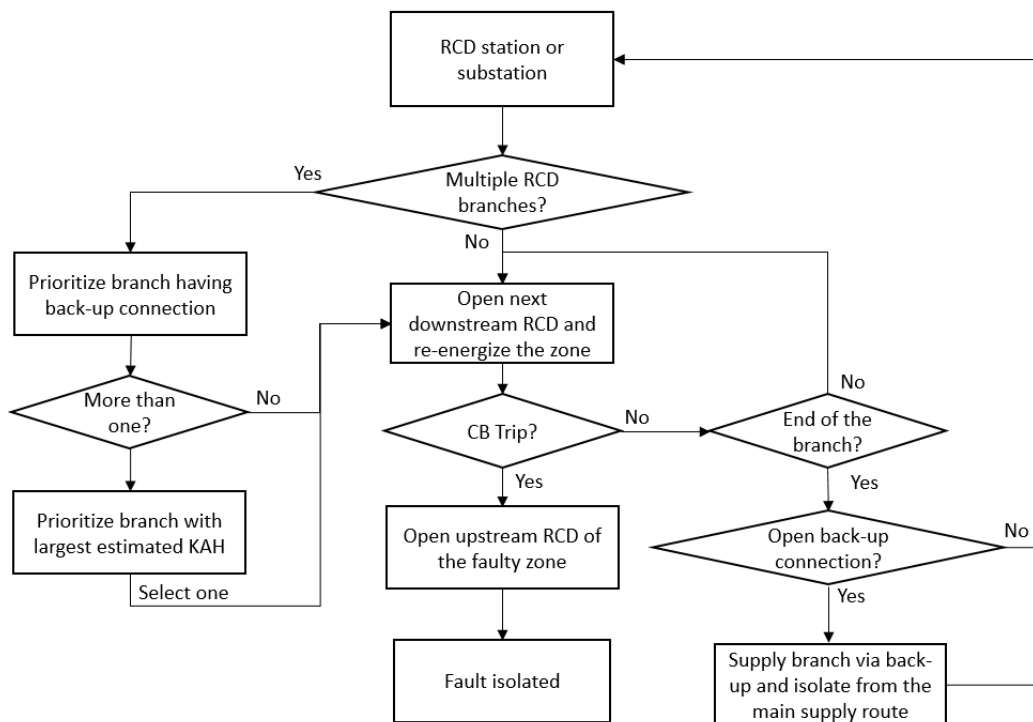 RCD station or
substation
Yes
Multiple RCD
branches?
No
Prioritize branch having
back-up connection
Open next
downstream RCD and
re-energize the zone
More than
one?
No
CB Trip?
No
No
End of the
branch?
Yes
Yes
Prioritize branch with
largest estimated KAH
Select one
Open upstream RCD of
the faulty zone
Open back-up
connection?
No
Yes
Fault isolated
Supply branch via back-
up and isolate from the
main supply route